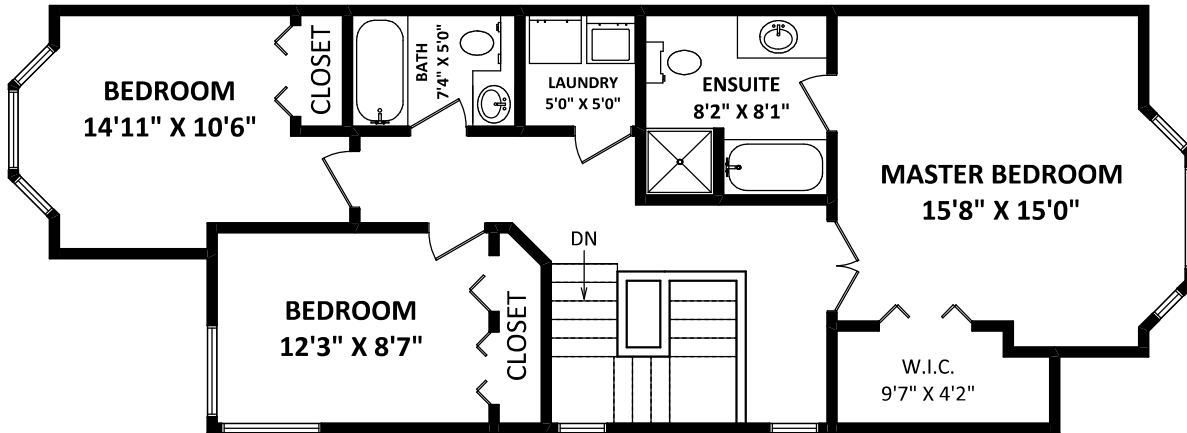 BEDROOM
14'11" X 10'6"
CLOSET
BATH
7'4" X 5'0"
LAUNDRY
5'0" X 5'0"
ENSUITE
8'2" X 8'1"
MASTER BEDROOM
15'8" X 15'0"
DN
BEDROOM
12'3" X 8'7"
CLOSET
W.I.C.
9'7" X 4'2"